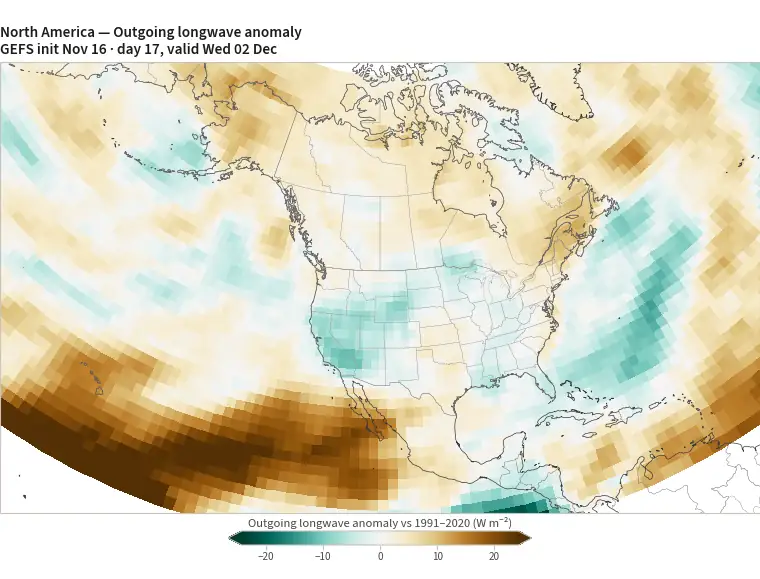 North America — Outgoing longwave anomaly
GEFS init Nov 16 · day 17, valid Wed 02 Dec
Outgoing longwave anomaly vs 1991–2020 (W m⁻²)
−20 −10 0 10 20